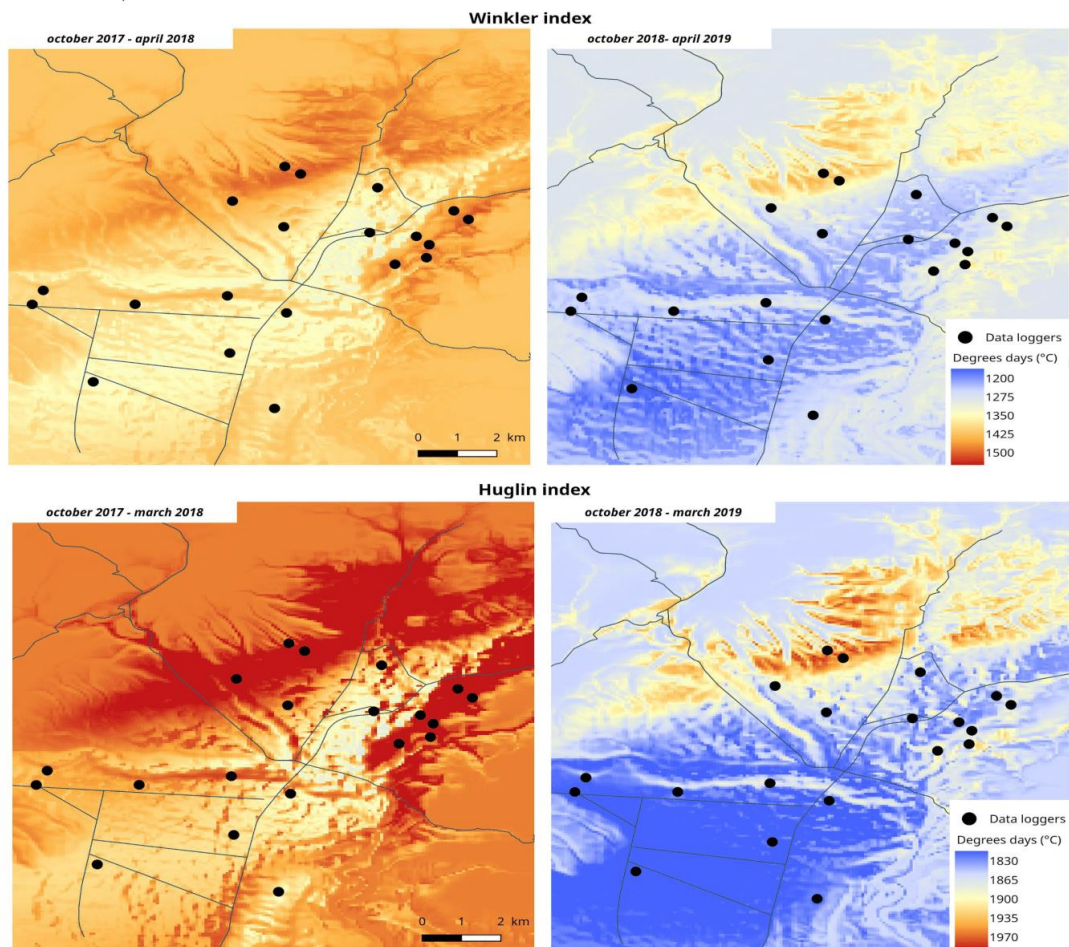 Winkler index
october 2017 - april 2018
october 2018- april 2019
Data loggers
Degrees days (°C)
1200
1275
1350
1425
1500
0 1 2 km
Huglin index
october 2017 - march 2018
october 2018 - march 2019
Data loggers
Degrees days (°C)
1830
1865
1900
1935
1970
0 1 2 km